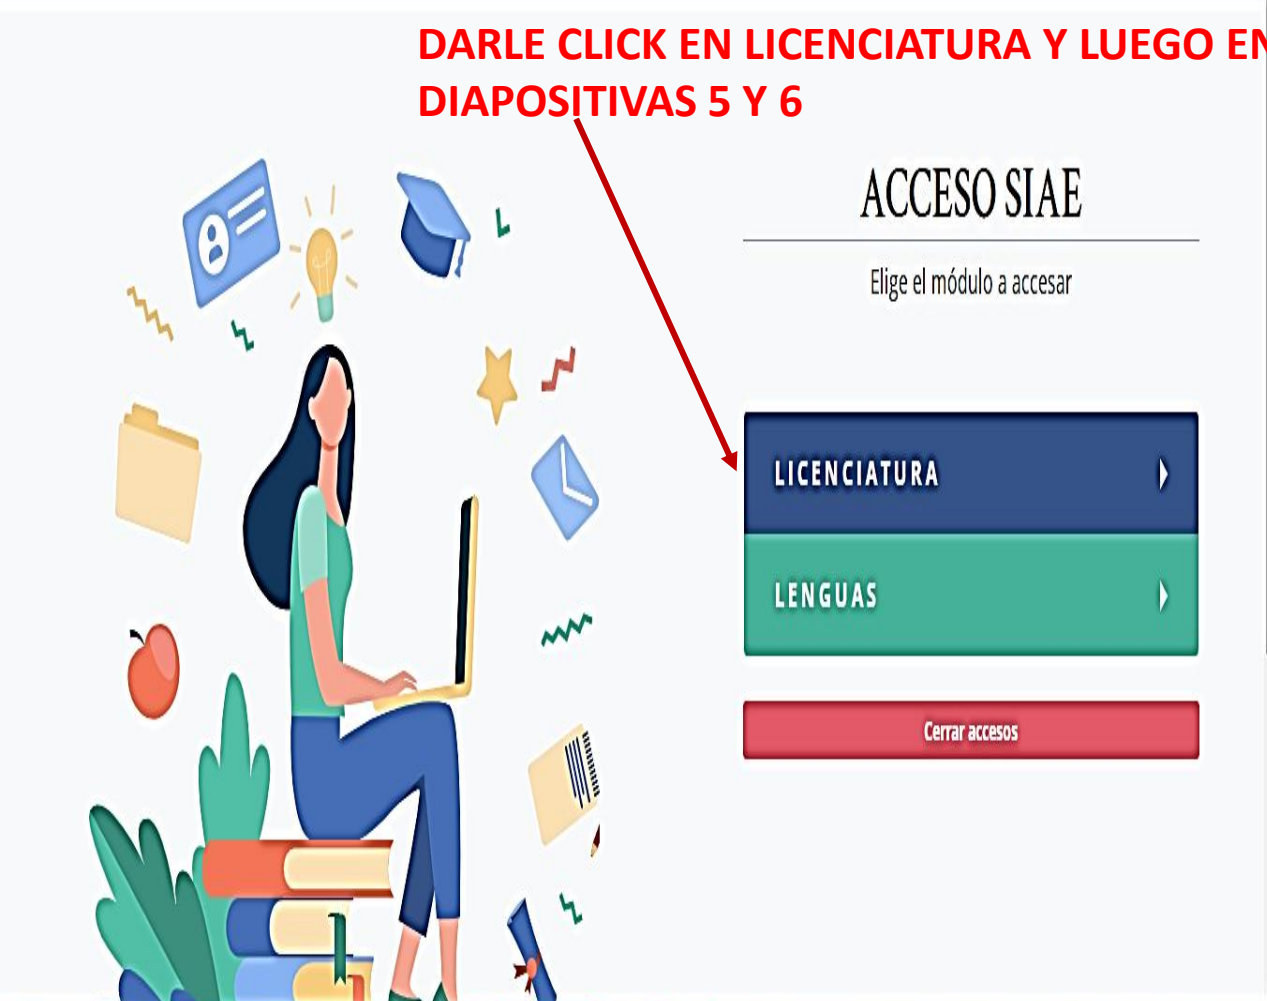 DARLE CLICK EN LICENCIATURA Y LUEGO EN
DIAPOSITIVAS 5 Y 6
ACCESO SIAE
Elige el módulo a accesar
LICENCIATURA
LENGUAS
Cerrar accesos